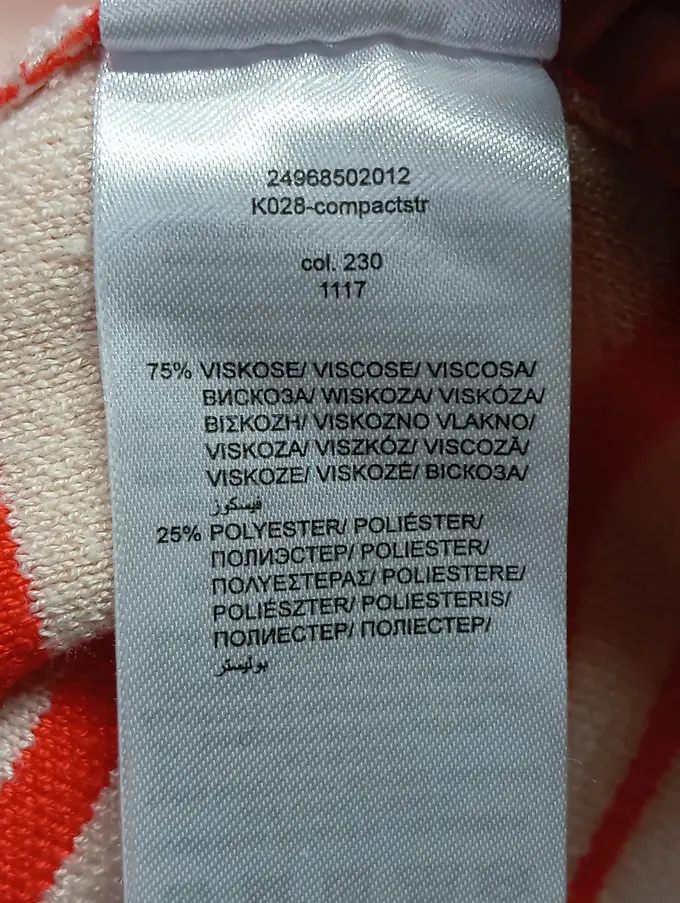 24968502012
K028-compactstr
col. 230
1117
75% VISKOSE/ VISCOSE/ VISCOSA/
ВИСКОЗА/ WISKOZA/ VISKÓZA/
ΒΙΣΚΟΖΗ/ VISKOZNO VLAKNO/
VISKOZA/ VISZKÓZ/ VISCOZĂ/
VISKOZE/ VISKOZĖ/ ВІСКОЗА/
فيسكوز
25% POLYESTER/ POLIÉSTER/
ПОЛИЭСТЕР/ POLIESTER/
ΠΟΛΥΕΣΤΕΡΑΣ/ POLIESTERE/
POLIÉSZTER/ POLIESTERIS/
ПОЛИЕСТЕР/ ПОЛІЕСТЕР/
بوليستر